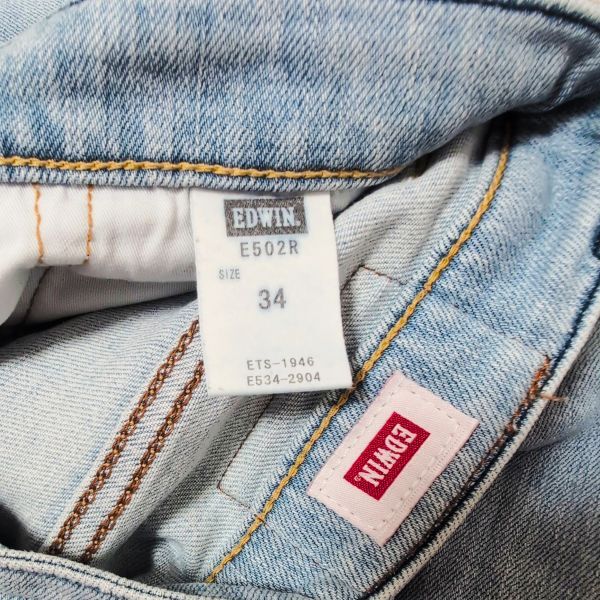 EDWIN.
E502R
SIZE
34
ETS-1946
E534-2904
EDWIN.